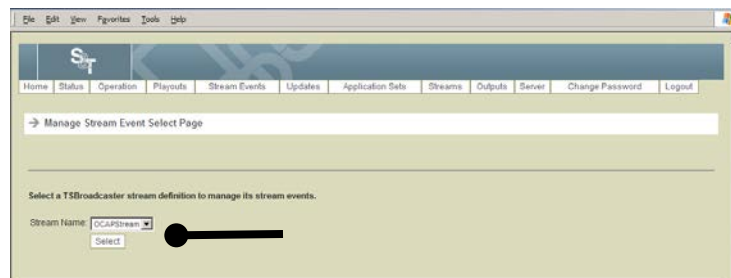 File Edit View Favorites Tools Help
S&T
Home Status Operation Playouts Stream Events Updates Application Sets Streams Outputs Server Change Password Logout
→ Manage Stream Event Select Page
Select a TSBroadcaster stream definition to manage its stream events.
Stream Name: OCAPStream
Select